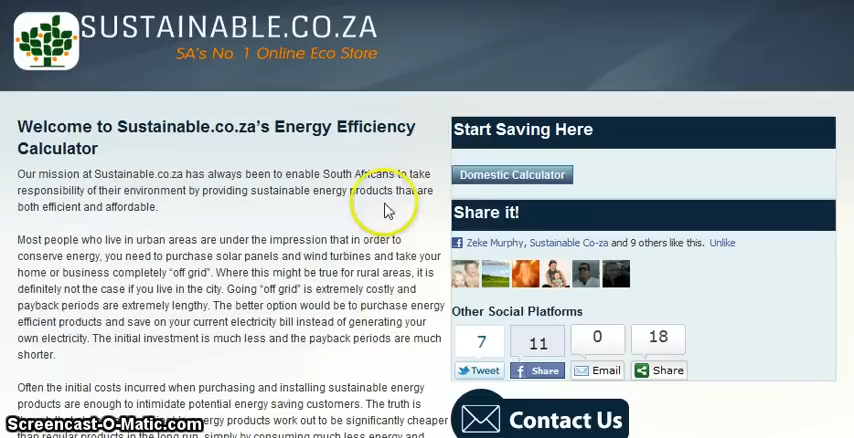 SUSTAINABLE.CO.ZA
SA's No. 1 Online Eco Store
Welcome to Sustainable.co.za's Energy Efficiency
Calculator
Our mission at Sustainable.co.za has always been to enable South Africans to take
responsibility of their environment by providing sustainable energy products that are
both efficient and affordable.
Most people who live in urban areas are under the impression that in order to
conserve energy, you need to purchase solar panels and wind turbines and take your
home or business completely “off grid”. Where this might be true for rural areas, it is
definitely not the case if you live in the city. Going “off grid” is extremely costly and
payback periods are extremely lengthy. The better option would be to purchase energy
efficient products and save on your current electricity bill instead of generating your
own electricity. The initial investment is much less and the payback periods are much
shorter.
Often the initial costs incurred when purchasing and installing sustainable energy
products are enough to intimidate potential energy saving customers. The truth is
energy products work out to be significantly cheaper
than regular products in the long run, simply by consuming much less energy and
Start Saving Here
Domestic Calculator
Share it!
Zeke Murphy, Sustainable Co-za and 9 others like this. Unlike
Other Social Platforms
7 11 0 18
Tweet Share Email Share
Contact Us
Screencast-O-Matic.com